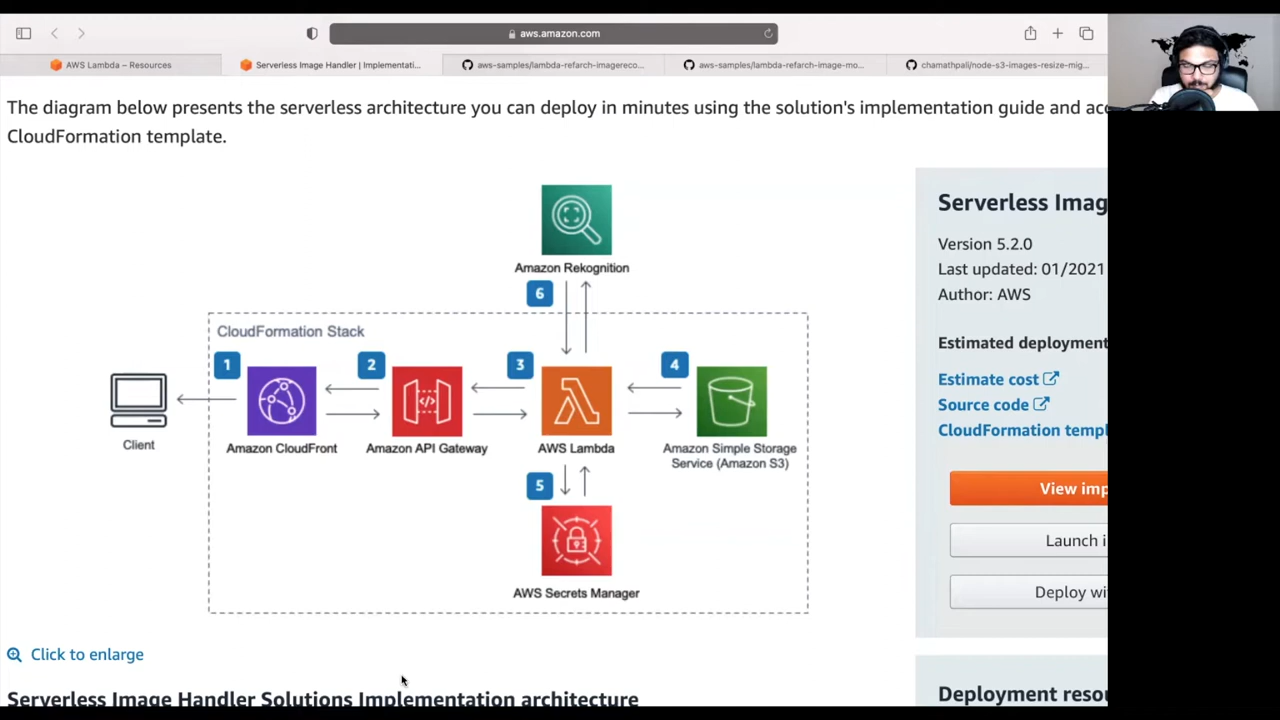 aws.amazon.com
AWS Lambda – Resources
Serverless Image Handler | Implementati...
aws-samples/lambda-refarch-imagereco...
aws-samples/lambda-refarch-image-mo...
chamathpali/node-s3-images-resize-mig...
The diagram below presents the serverless architecture you can deploy in minutes using the solution's implementation guide and acc
CloudFormation template.
Amazon Rekognition
6
CloudFormation Stack
1
2
3
4
Client
Amazon CloudFront
Amazon API Gateway
AWS Lambda
Amazon Simple Storage
Service (Amazon S3)
5
AWS Secrets Manager
Click to enlarge
Serverless Image Handler Solutions Implementation architecture
Serverless Imag
Version 5.2.0
Last updated: 01/2021
Author: AWS
Estimated deployment
Estimate cost
Source code
CloudFormation templ
View imp
Launch i
Deploy wi
Deployment resou